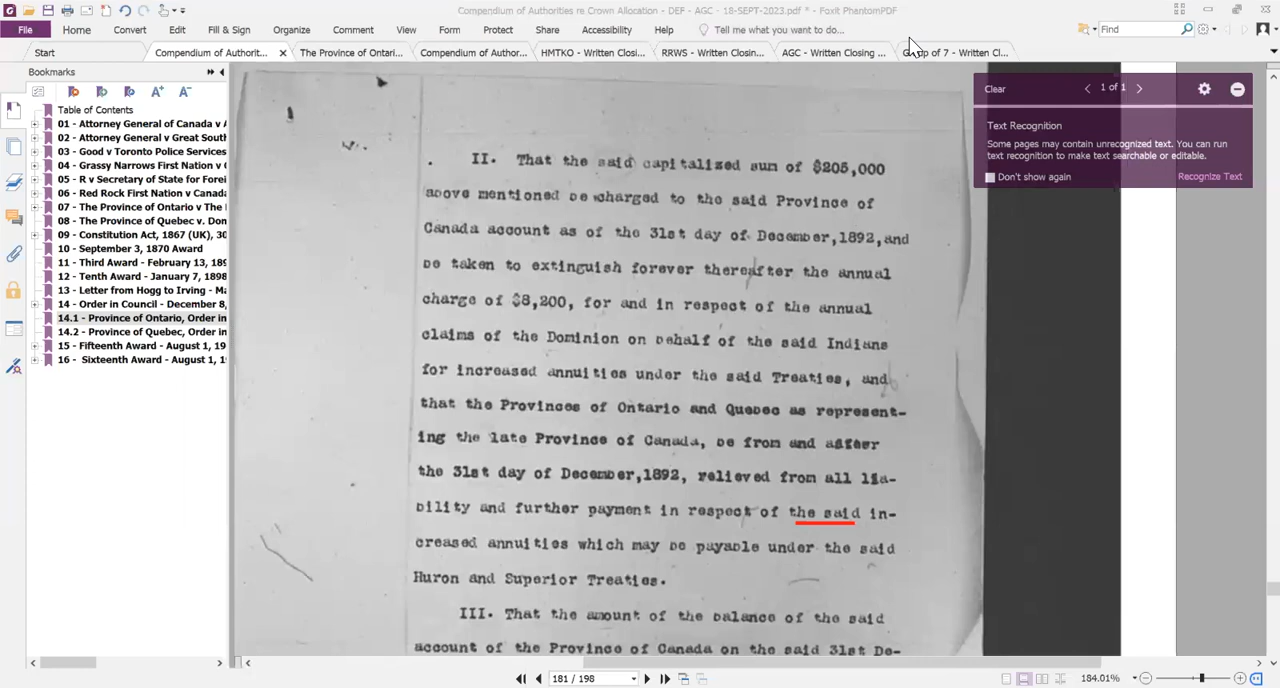 Compendium of Authorities re Crown Allocation - DEF - AGC - 18-SEPT-2023.pdf * - Foxit PhantomPDF
File Home Convert Edit Fill & Sign Organize Comment View Form Protect Share Accessibility Help Tell me what you want to do... Find
Start Compendium of Authorit... The Province of Ontari... Compendium of Author... HMTKO - Written Closi... RRWS - Written Closin... AGC - Written Closing ... Group of 7 - Written Cl...
Bookmarks
Table of Contents
01 - Attorney General of Canada v A
02 - Attorney General v Great Sout
03 - Good v Toronto Police Services
04 - Grassy Narrows First Nation v
05 - R v Secretary of State for Forei
06 - Red Rock First Nation v Canada
07 - The Province of Ontario v The
08 - The Province of Quebec v. Don
09 - Constitution Act, 1867 (UK), 30
10 - September 3, 1870 Award
11 - Third Award - February 13, 189
12 - Tenth Award - January 7, 1898
13 - Letter from Hogg to Irving - Ma
14 - Order in Council - December 8,
14.1 - Province of Ontario, Order in
14.2 - Province of Quebec, Order in
15 - Fifteenth Award - August 1, 19
16 - Sixteenth Award - August 1, 1
Clear 1 of 1
Text Recognition
Some pages may contain unrecognized text. You can run
text recognition to make text searchable or editable.
Don't show again Recognize Text
II. That the said capitalized sum of $205,000
above mentioned be charged to the said Province of
Canada account as of the 31st day of December,1892,and
be taken to extinguish forever thereafter the annual
charge of $8,200, for and in respect of the annual
claims of the Dominion on behalf of the said Indians
for increased annuities under the said Treaties, and
that the Provinces of Ontario and Quebec as represent-
ing the late Province of Canada, be from and after
the 31st day of December,1892, relieved from all lia-
bility and further payment in respect of the said in-
creased annuities which may be payable under the said
Huron and Superior Treaties.
III. That the amount of the balance of the said
account of the Province of Canada on the said 31st De-
181 / 198 184.01%